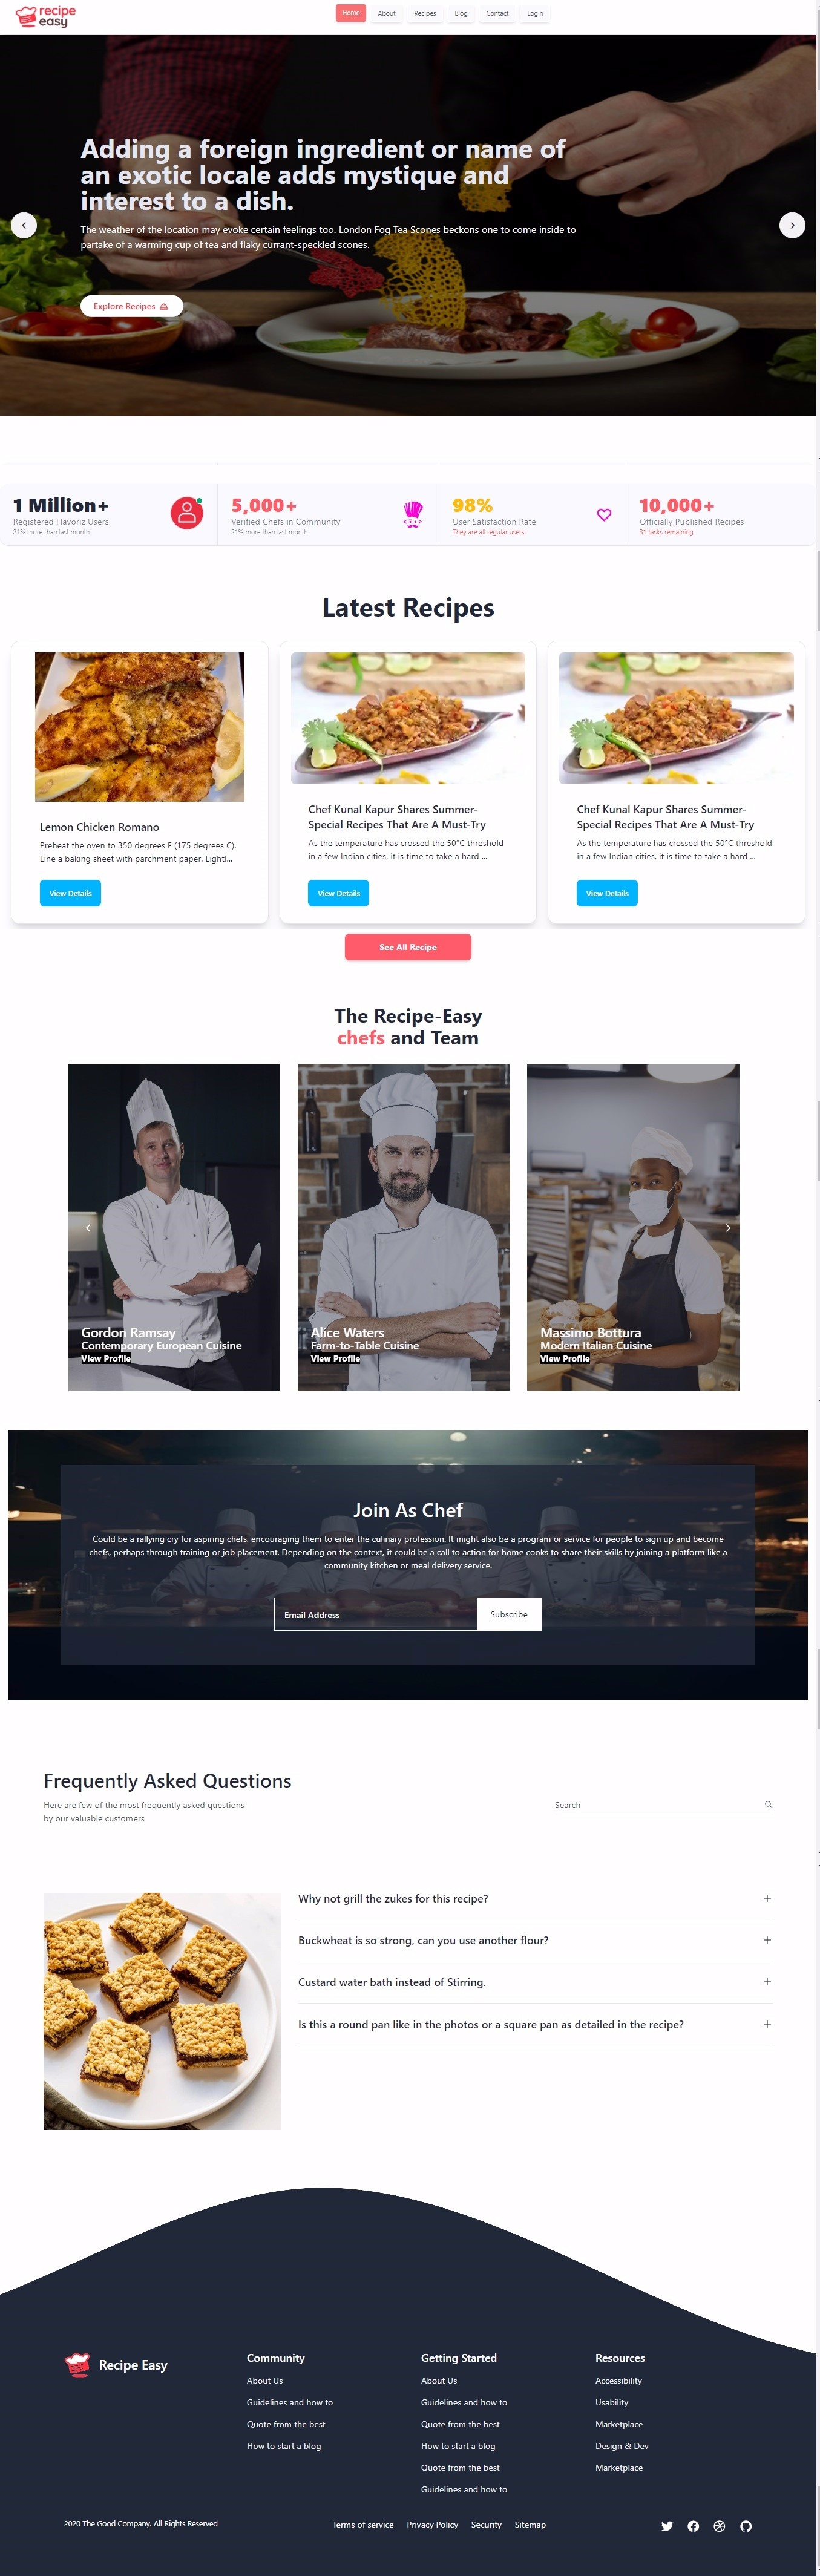 recipe
easy
Home About Recipes Blog Contact Login
Adding a foreign ingredient or name of
an exotic locale adds mystique and
interest to a dish.
The weather of the location may evoke certain feelings too. London Fog Tea Scones beckons one to come inside to
partake of a warming cup of tea and flaky currant-speckled scones.
Explore Recipes
1 Million+
Registered Flavoriz Users
21% more than last month
5,000+
Verified Chefs in Community
21% more than last month
98%
User Satisfaction Rate
They are all regular users
10,000+
Officially Published Recipes
31 tasks remaining
Latest Recipes
Lemon Chicken Romano
Preheat the oven to 350 degrees F (175 degrees C).
Line a baking sheet with parchment paper. Lightl...
View Details
Chef Kunal Kapur Shares Summer-
Special Recipes That Are A Must-Try
As the temperature has crossed the 50°C threshold
in a few Indian cities, it is time to take a hard ...
View Details
Chef Kunal Kapur Shares Summer-
Special Recipes That Are A Must-Try
As the temperature has crossed the 50°C threshold
in a few Indian cities, it is time to take a hard ...
View Details
See All Recipe
The Recipe-Easy
chefs and Team
Gordon Ramsay
Contemporary European Cuisine
View Profile
Alice Waters
Farm-to-Table Cuisine
View Profile
Massimo Bottura
Modern Italian Cuisine
View Profile
Join As Chef
Could be a rallying cry for aspiring chefs, encouraging them to enter the culinary profession. It might also be a program or service for people to sign up and become
chefs, perhaps through training or job placement. Depending on the context, it could be a call to action for home cooks to share their skills by joining a platform like a
community kitchen or meal delivery service.
Email Address
Subscribe
Frequently Asked Questions
Here are few of the most frequently asked questions
by our valuable customers
Search
Why not grill the zukes for this recipe?
Buckwheat is so strong, can you use another flour?
Custard water bath instead of Stirring.
Is this a round pan like in the photos or a square pan as detailed in the recipe?
Recipe Easy
Community
About Us
Guidelines and how to
Quote from the best
How to start a blog
Getting Started
About Us
Guidelines and how to
Quote from the best
How to start a blog
Quote from the best
Guidelines and how to
Resources
Accessibility
Usability
Marketplace
Design & Dev
Marketplace
2020 The Good Company. All Rights Reserved
Terms of service Privacy Policy Security Sitemap